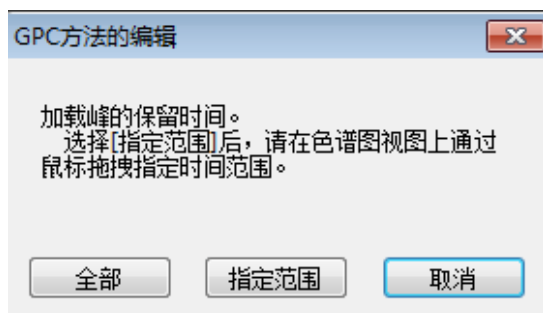 GPC方法的编辑
加载峰的保留时间。
选择[指定范围]后，请在色谱图视图上通过
鼠标拖拽指定时间范围。
全部
指定范围
取消